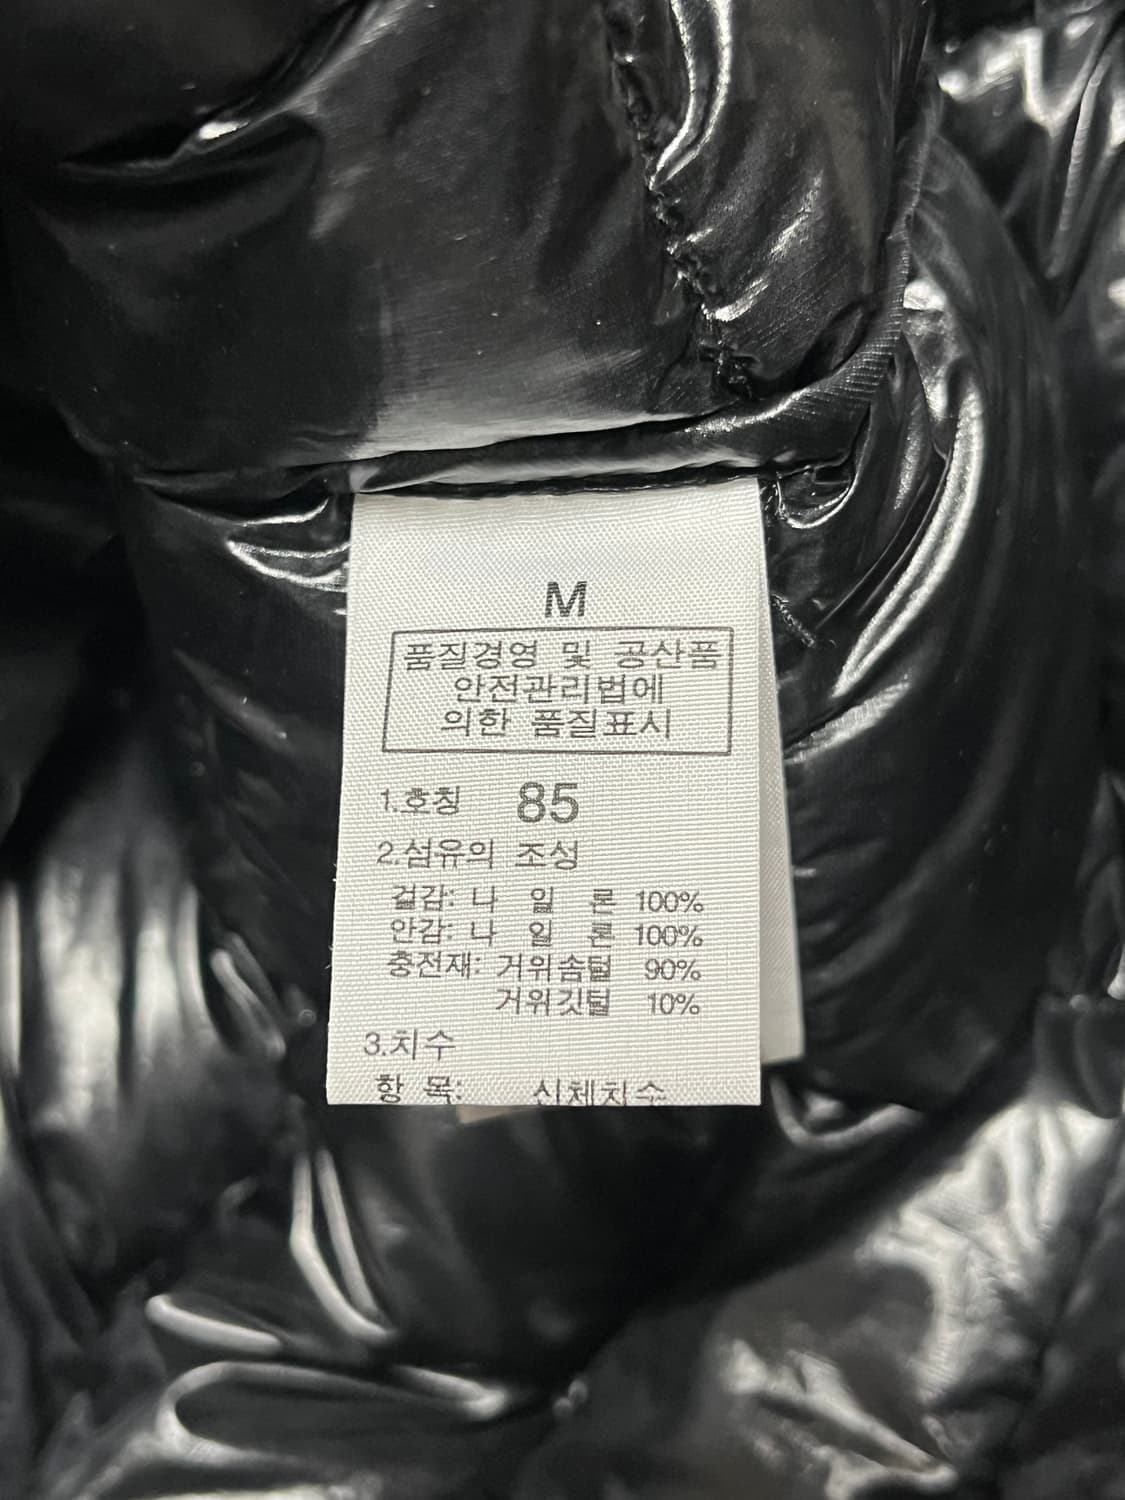 M
품질경영 및 공산품
안전관리법에
의한 품질표시
1.호칭 85
2.섬유의 조성
겉감: 나 일 론 100%
안감: 나 일 론 100%
충전재: 거위솜털 90%
거위깃털 10%
3.치수
항 목: 신체치수